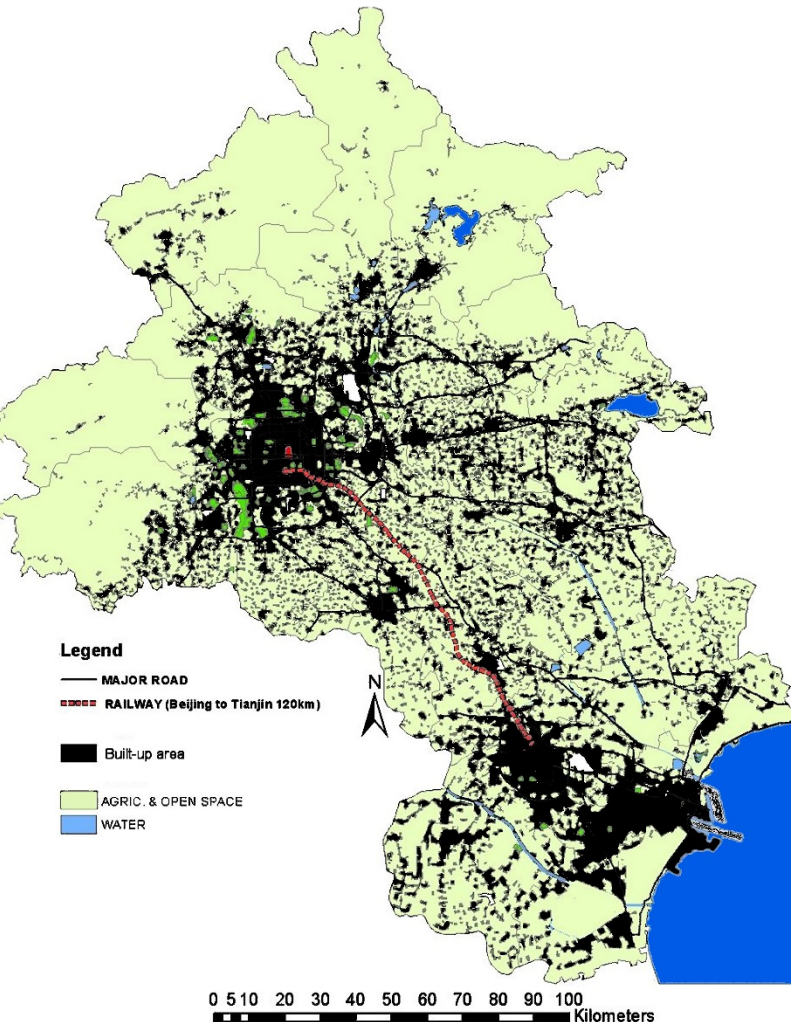 Legend
MAJOR ROAD
RAILWAY (Beijing to Tianjin 120km)
N
Built-up area
AGRIC. & OPEN SPACE
WATER
0 5 10 20 30 40 50 60 70 80 90 100
Kilometers